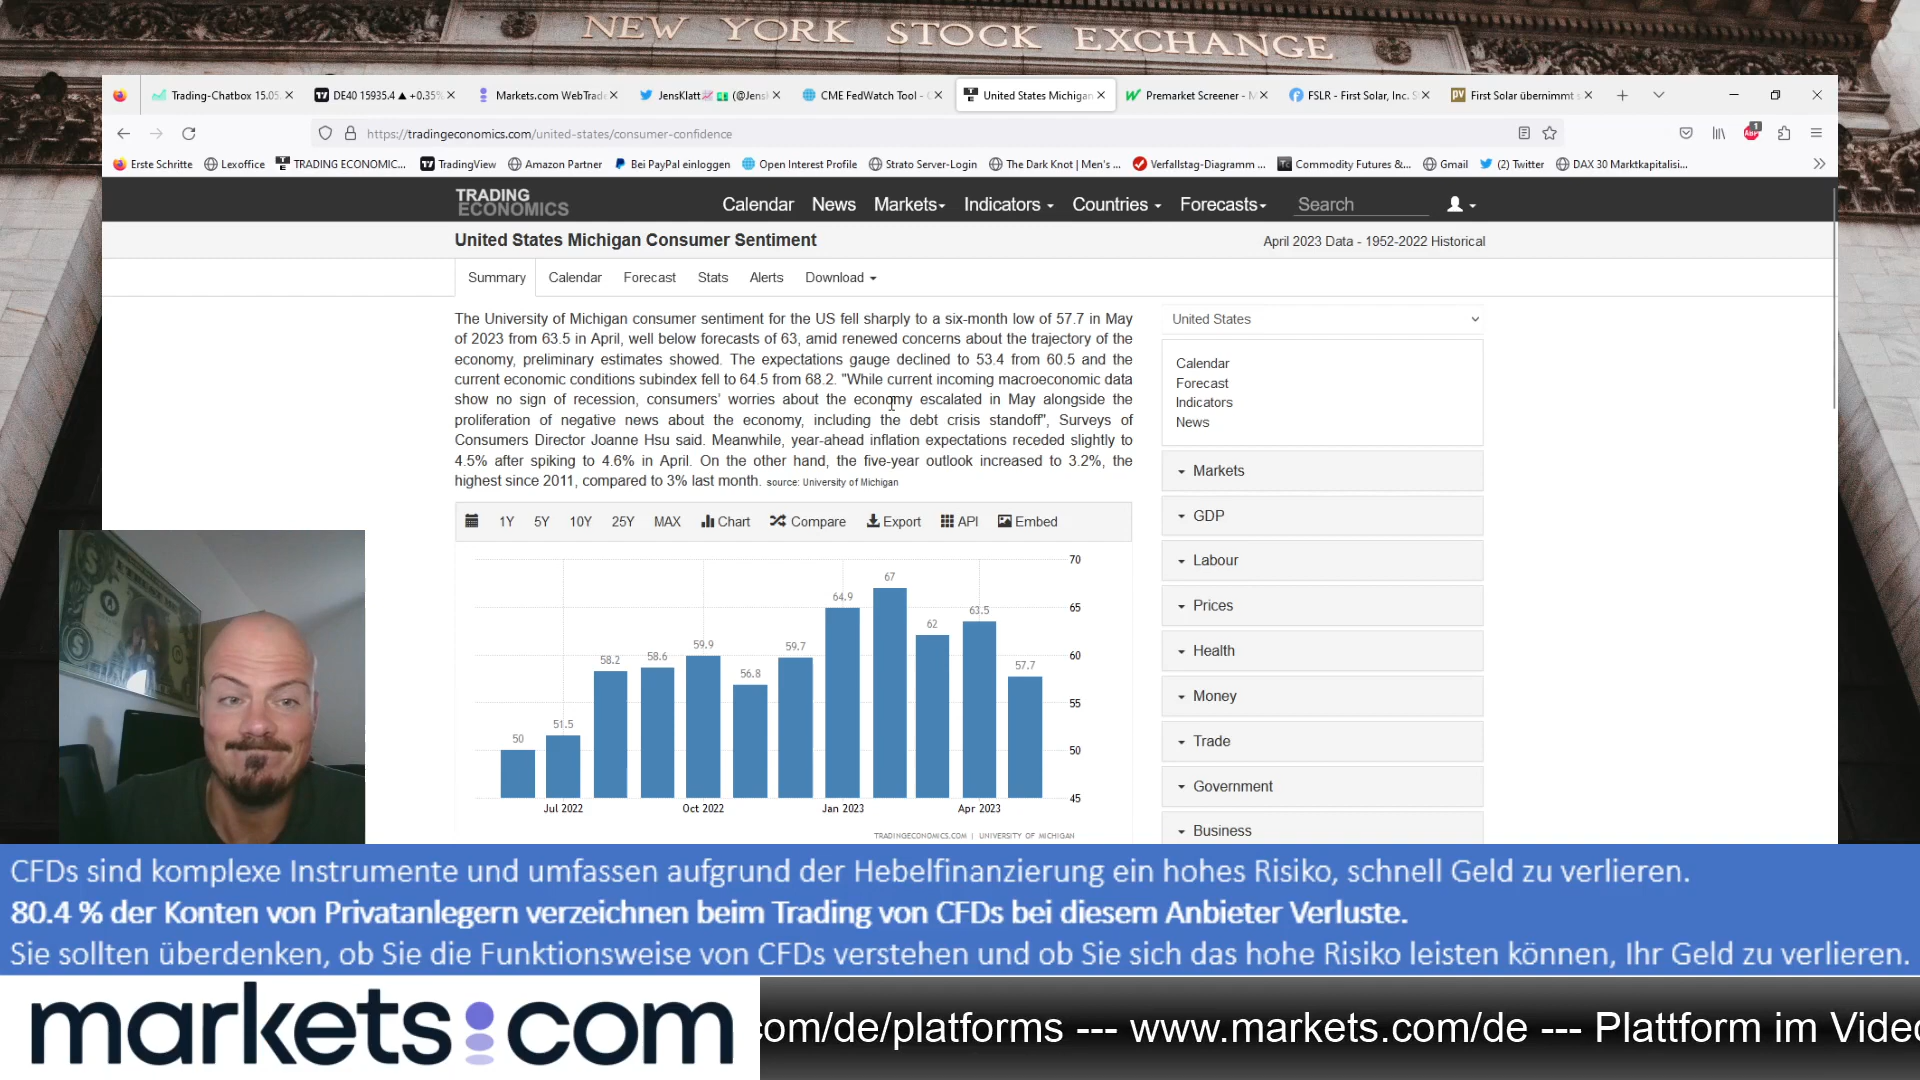 NEW YORK STOCK EXCHANGE
Trading-Chatbox 15.05.
DE40 15935.4 ▲ +0.35%
Markets.com WebTrade
JensKlatt
(@Jens
CME FedWatch Tool - C
United States Michigan
Premarket Screener - M
FSLR - First Solar, Inc. S
First Solar übernimmt s
https://tradingeconomics.com/united-states/consumer-confidence
Erste Schritte
Lexoffice
TRADING ECONOMIC...
TradingView
Amazon Partner
Bei PayPal einloggen
Open Interest Profile
Strato Server-Login
The Dark Knot | Men's ...
Verfallstag-Diagramm ...
Commodity Futures &...
Gmail
(2) Twitter
DAX 30 Marktkapitalisi...
TRADING
ECONOMICS
Calendar News Markets Indicators Countries Forecasts Search
United States Michigan Consumer Sentiment
April 2023 Data - 1952-2022 Historical
Summary Calendar Forecast Stats Alerts Download
The University of Michigan consumer sentiment for the US fell sharply to a six-month low of 57.7 in May
of 2023 from 63.5 in April, well below forecasts of 63, amid renewed concerns about the trajectory of the
economy, preliminary estimates showed. The expectations gauge declined to 53.4 from 60.5 and the
current economic conditions subindex fell to 64.5 from 68.2. "While current incoming macroeconomic data
show no sign of recession, consumers' worries about the economy escalated in May alongside the
proliferation of negative news about the economy, including the debt crisis standoff", Surveys of
Consumers Director Joanne Hsu said. Meanwhile, year-ahead inflation expectations receded slightly to
4.5% after spiking to 4.6% in April. On the other hand, the five-year outlook increased to 3.2%, the
highest since 2011, compared to 3% last month. source: University of Michigan
United States
Calendar
Forecast
Indicators
News
Markets
GDP
Labour
Prices
Health
Money
Trade
Government
Business
1Y 5Y 10Y 25Y MAX Chart Compare Export API Embed
50
51.5
58.2
58.6
59.9
56.8
59.7
64.9
67
62
63.5
57.7
70
65
60
55
50
45
Jul 2022 Oct 2022 Jan 2023 Apr 2023
TRADINGECONOMICS.COM | UNIVERSITY OF MICHIGAN
CFDs sind komplexe Instrumente und umfassen aufgrund der Hebelfinanzierung ein hohes Risiko, schnell Geld zu verlieren.
80.4 % der Konten von Privatanlegern verzeichnen beim Trading von CFDs bei diesem Anbieter Verluste.
Sie sollten überdenken, ob Sie die Funktionsweise von CFDs verstehen und ob Sie sich das hohe Risiko leisten können, Ihr Geld zu verlieren.
markets.com
com/de/platforms --- www.markets.com/de --- Plattform im Video